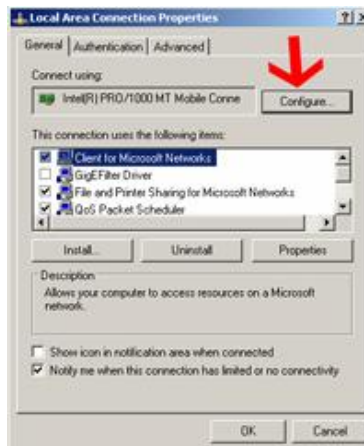 Local Area Connection Properties
General Authentication Advanced
Connect using:
Intel(R) PRO/1000 MT Mobile Conne
Configure...
This connection uses the following items:
Client for Microsoft Networks
GigEFilter Driver
File and Printer Sharing for Microsoft Networks
QoS Packet Scheduler
Install... Uninstall Properties
Description
Allows your computer to access resources on a Microsoft
network.
Show icon in notification area when connected
Notify me when this connection has limited or no connectivity
OK Cancel